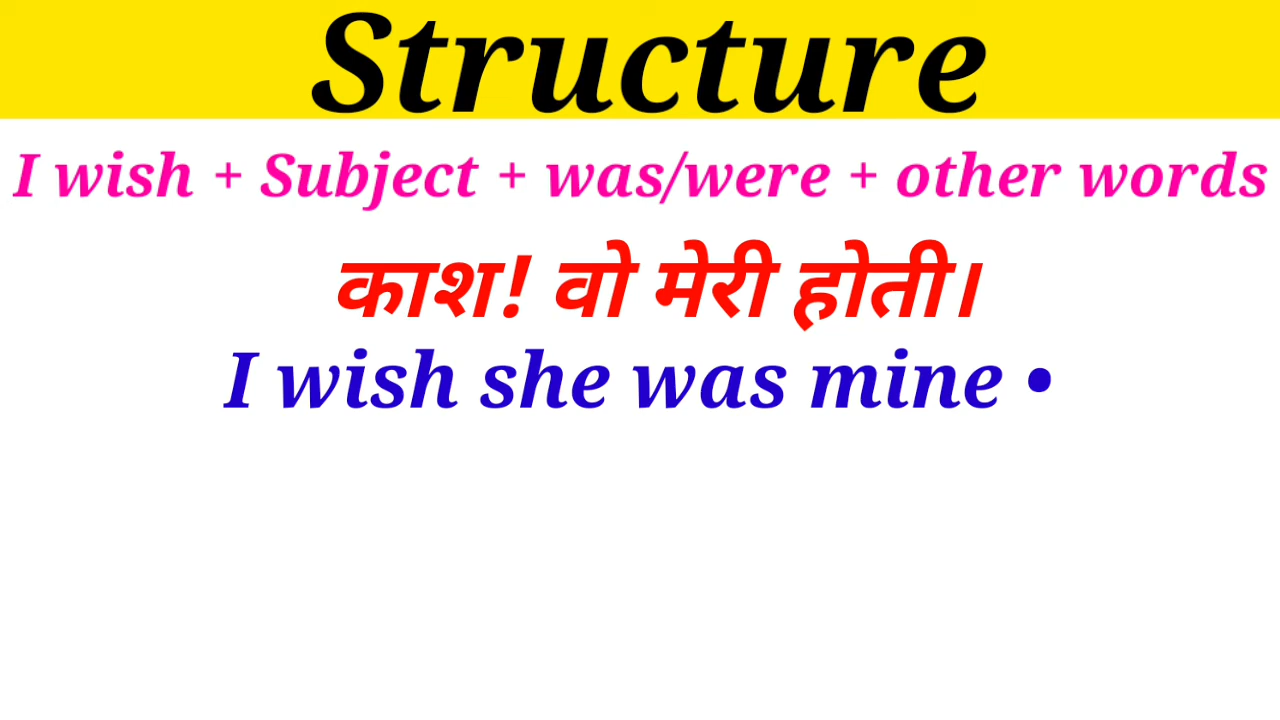 Structure
I wish + Subject + was/were + other words
काश! वो मेरी होती।
I wish she was mine •